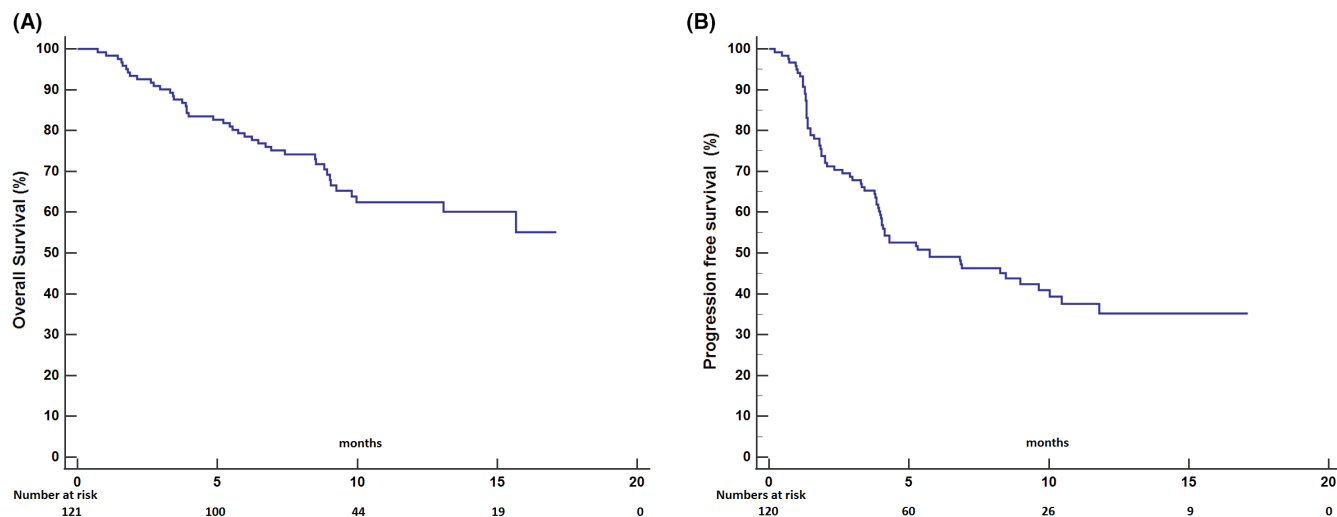 (A)
Overall Survival (%)
100
90
80
70
60
50
40
30
20
10
0
months
0 5 10 15 20
Number at risk
121 100 44 19 0
(B)
Progression free survival (%)
100
90
80
70
60
50
40
30
20
10
0
months
0 5 10 15 20
Numbers at risk
120 60 26 9 0